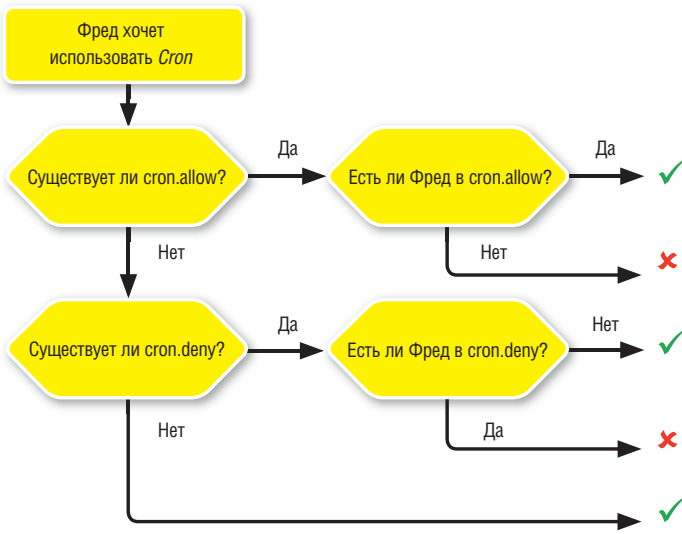 Фред хочет
использовать Cron
Да
Да
Существует ли cron.allow?
Есть ли Фред в cron.allow?
Нет
Нет
Да
Нет
Существует ли cron.deny?
Есть ли Фред в cron.deny?
Нет
Да